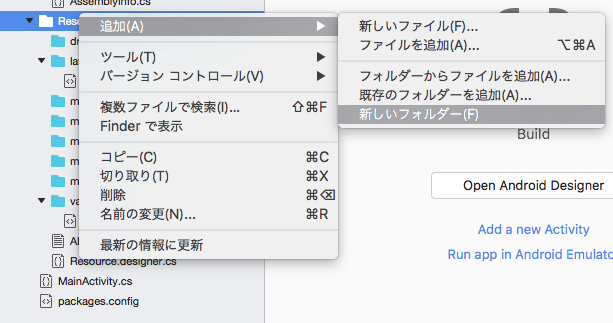 AssemblyInfo.cs
Reso
dr
la
m
m
m
m
m
va
Al
Resource.designer.cs
MainActivity.cs
packages.config
追加(A)
ツール(T)
バージョン コントロール(V)
複数ファイルで検索(I)... ⇧⌘F
Finder で表示
コピー(C) ⌘C
切り取り(T) ⌘X
削除 ⌘⌫
名前の変更(N)... ⌘R
最新の情報に更新
新しいファイル(F)...
ファイルを追加(A)... ⌥⌘A
フォルダーからファイルを追加(A)...
既存のフォルダーを追加(A)...
新しいフォルダー(F)
Build
Open Android Designer
Add a new Activity
Run app in Android Emulato